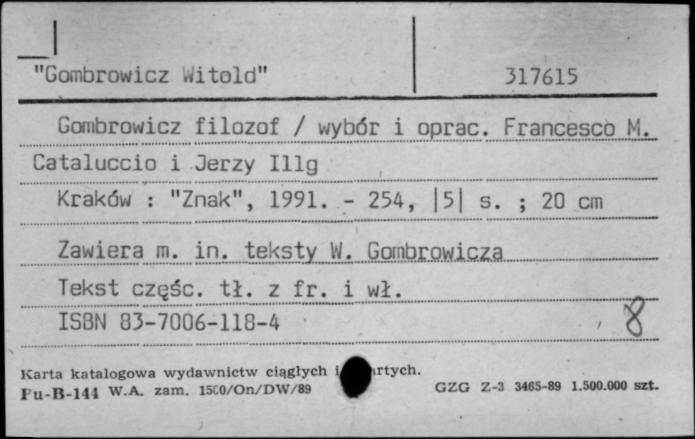 "Gombrowicz Witold" 317615
Gombrowicz filozof / wybór i oprac. Francesco M.
Cataluccio i Jerzy Illg
Kraków : "Znak", 1991. - 254, |5| s. ; 20 cm
Zawiera m. in. teksty W. Gombrowicza
Tekst częśc. tł. z fr. i wł.
ISBN 83-7006-118-4
8
Karta katalogowa wydawnictw ciągłych i rtych.
Pu-B-144 W.A. zam. 1500/On/DW/89 GZG Z-3 3465-89 1.500.000 szt.